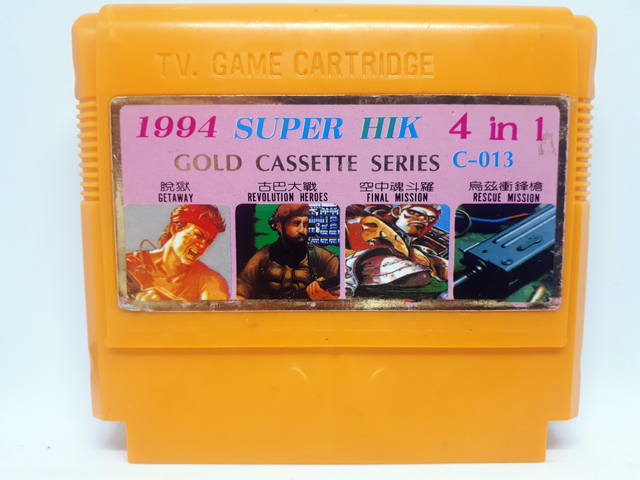 TV. GAME CARTRIDGE
1994 SUPER HIK 4 in 1
GOLD CASSETTE SERIES C-013
脫獄 古巴大戰 空中魂斗羅 烏茲衝鋒槍
GETAWAY REVOLUTION HEROES FINAL MISSION RESCUE MISSION